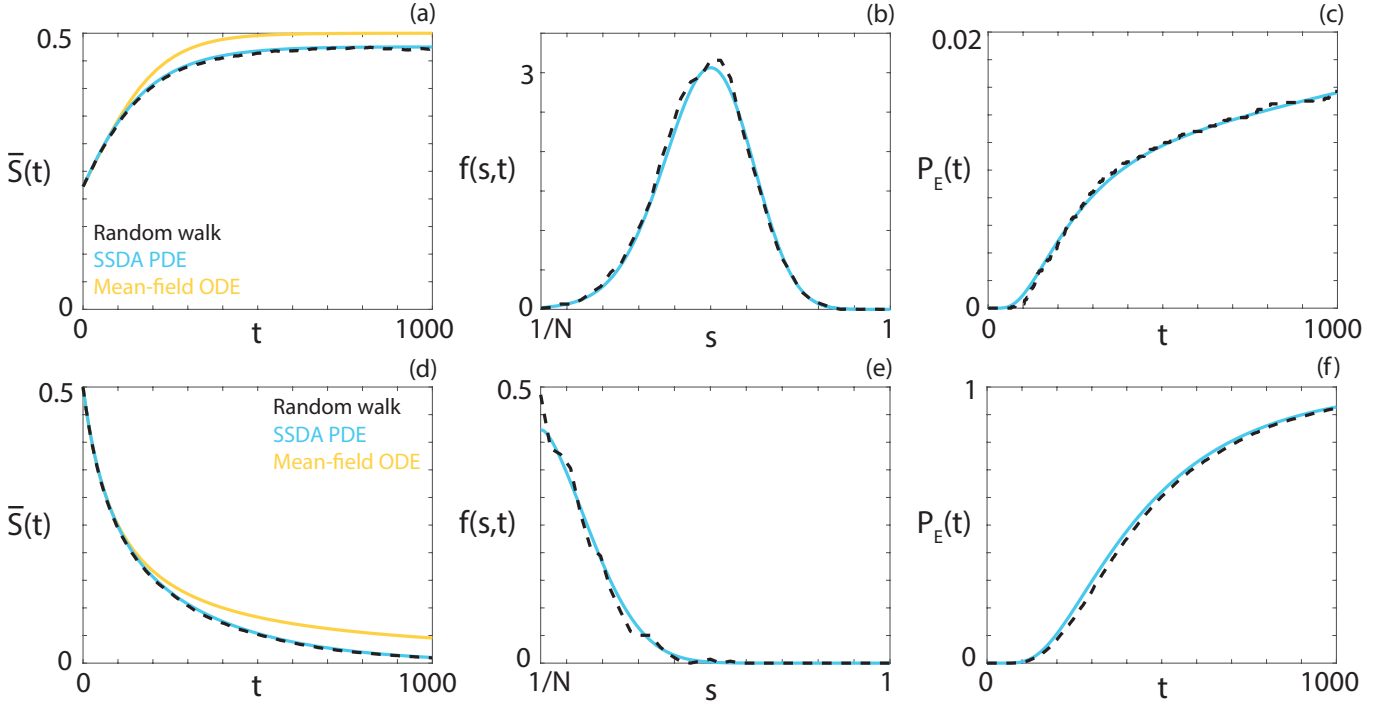 (a)
0.5
S̅(t)
Random walk
SSDA PDE
Mean-field ODE
0
0
t
1000
(b)
3
f(s,t)
0
1/N
s
1
(c)
0.02
P_E(t)
0
0
t
1000
(d)
0.5
Random walk
SSDA PDE
Mean-field ODE
S̅(t)
0
0
t
1000
(e)
0.5
f(s,t)
0
1/N
s
1
(f)
1
P_E(t)
0
0
t
1000